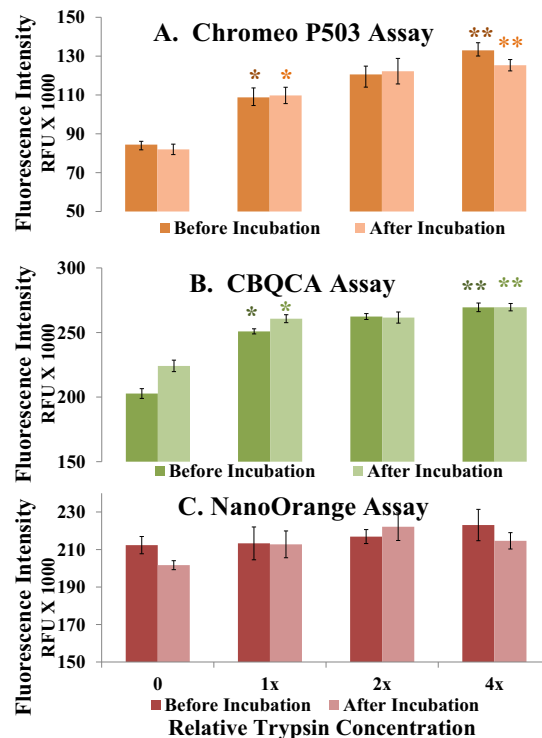 A. Chromeo P503 Assay
Fluorescence Intensity
RFU X 1000
150
130
110
90
70
50
* * ** **
Before Incubation After Incubation
B. CBQCA Assay
Fluorescence Intensity
RFU X 1000
300
250
200
150
* * ** **
Before Incubation After Incubation
C. NanoOrange Assay
Fluorescence Intensity
RFU X 1000
230
210
190
170
150
0 1x 2x 4x
Before Incubation After Incubation
Relative Trypsin Concentration